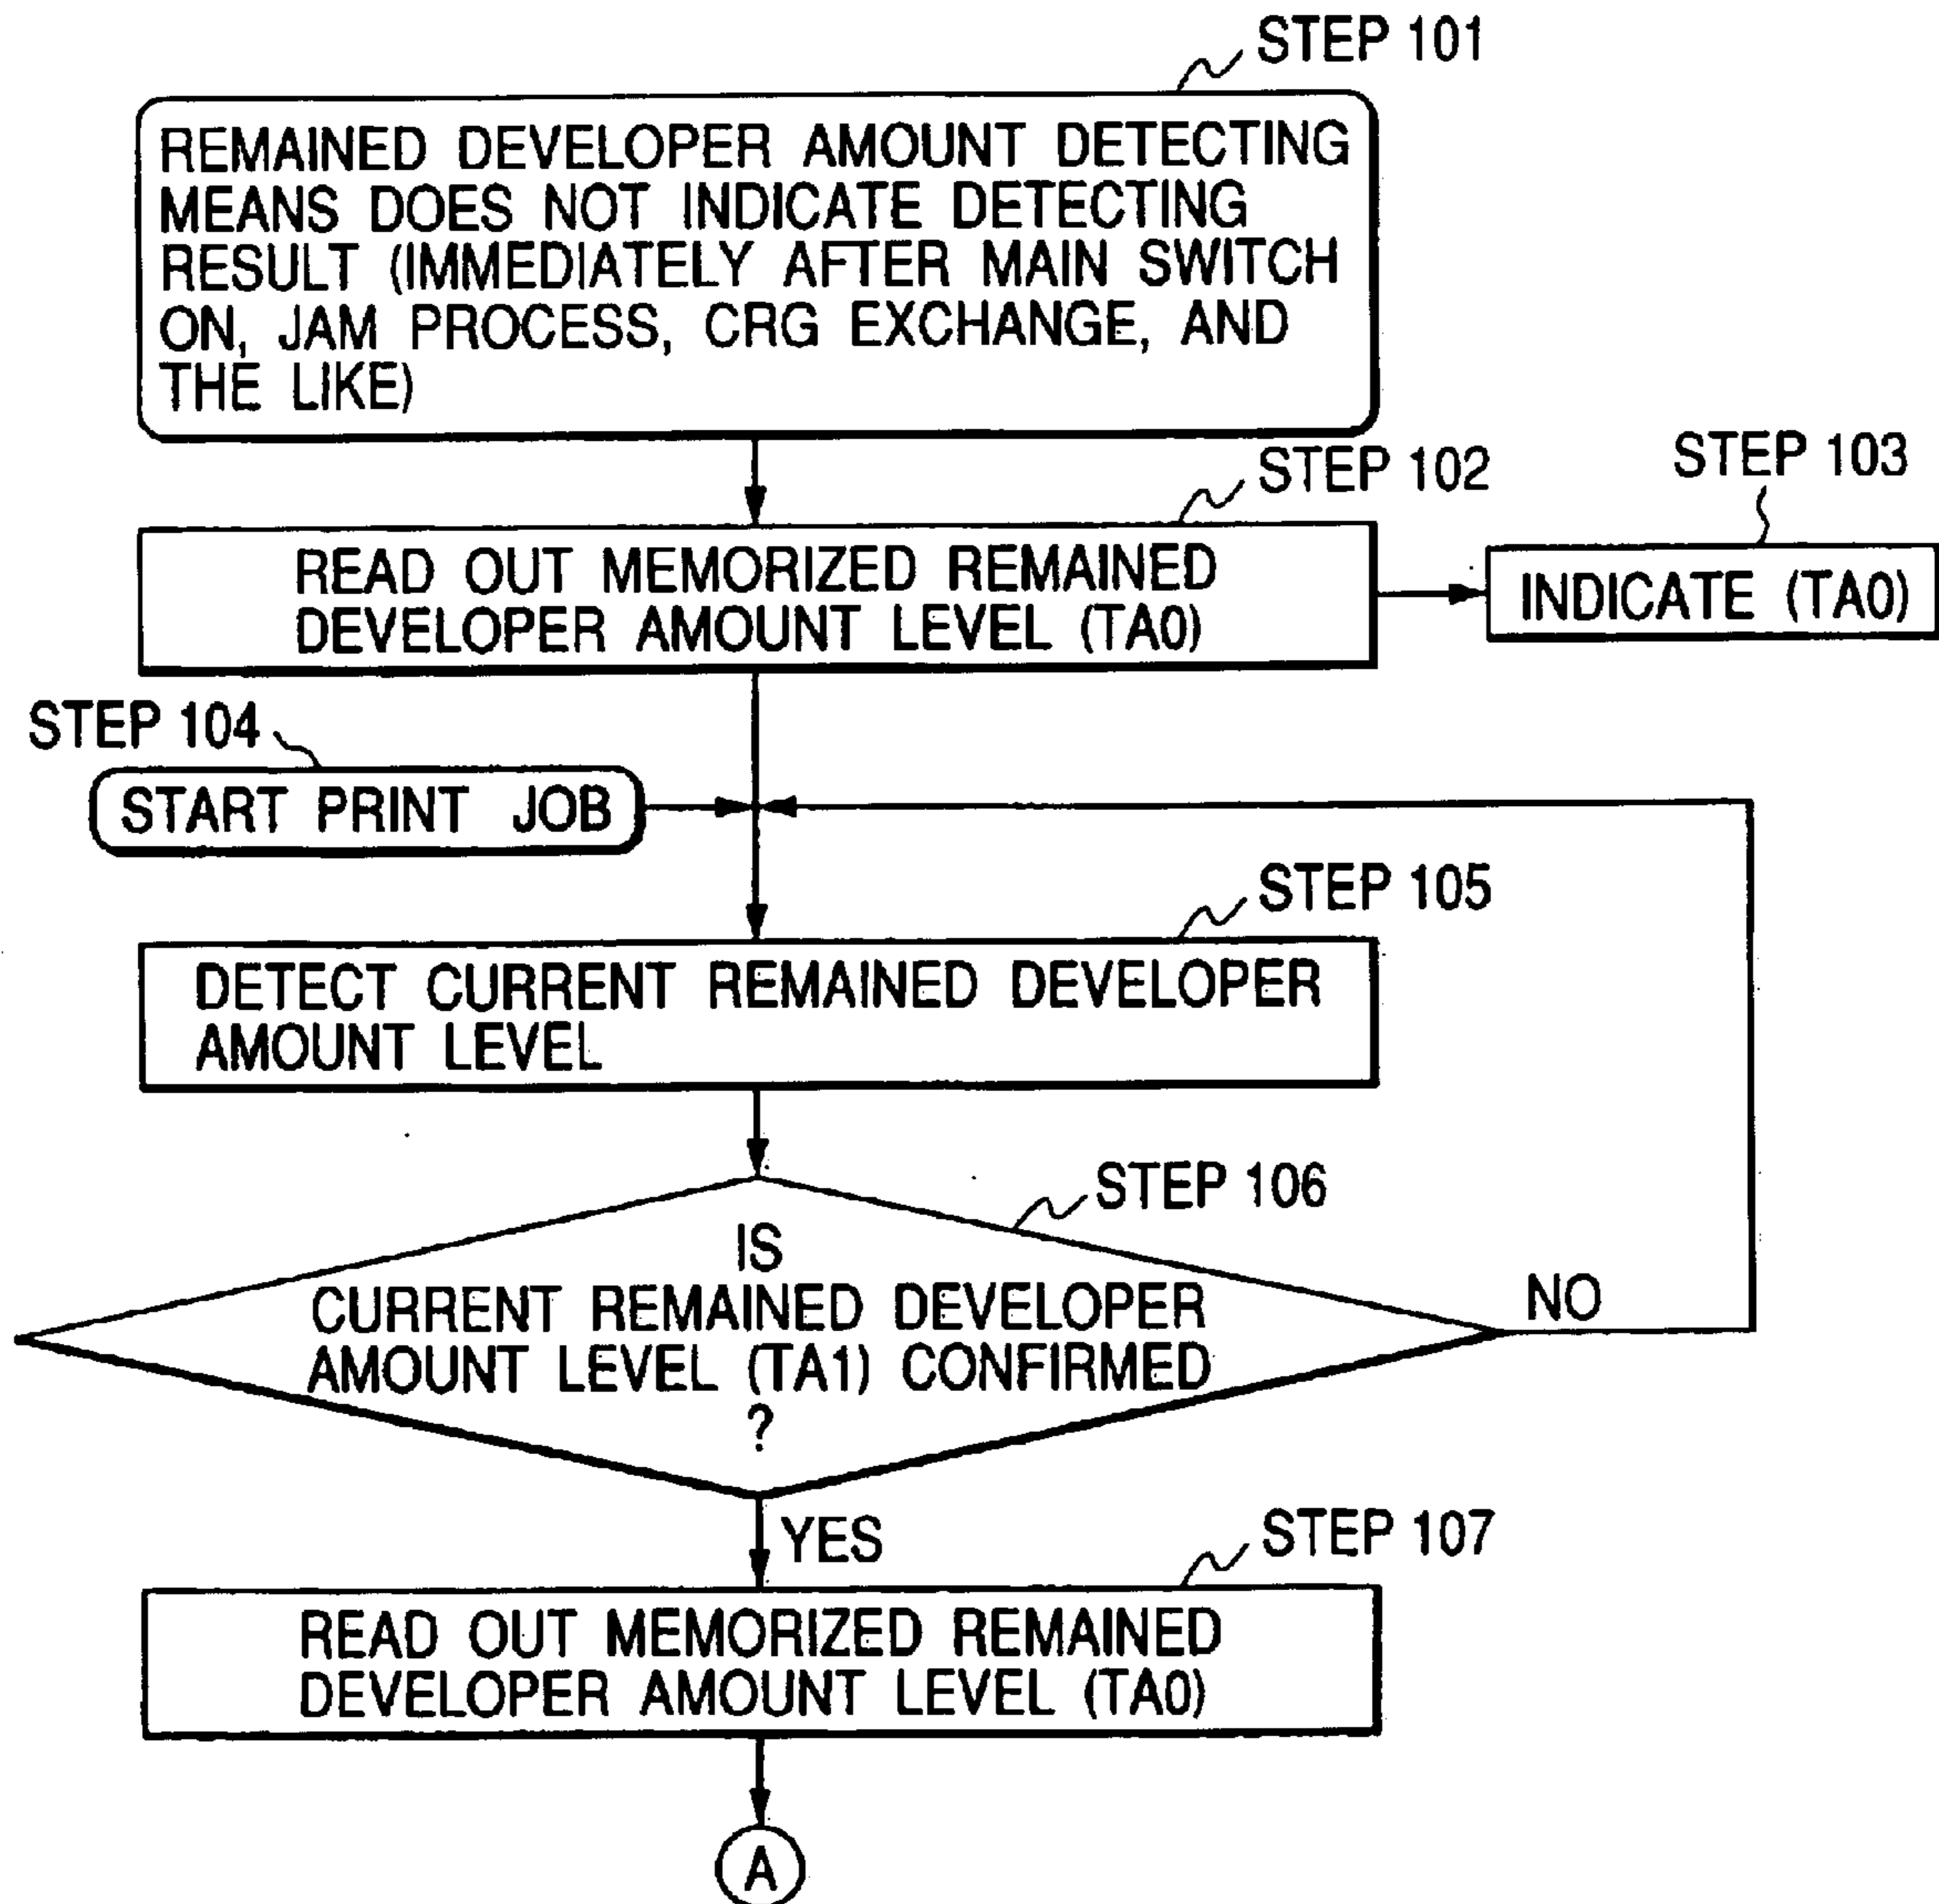 STEP 101
REMAINED DEVELOPER AMOUNT DETECTING
MEANS DOES NOT INDICATE DETECTING
RESULT (IMMEDIATELY AFTER MAIN SWITCH
ON, JAM PROCESS, CRG EXCHANGE, AND
THE LIKE)
STEP 102
READ OUT MEMORIZED REMAINED
DEVELOPER AMOUNT LEVEL (TA0)
STEP 103
INDICATE (TA0)
STEP 104
START PRINT JOB
STEP 105
DETECT CURRENT REMAINED DEVELOPER
AMOUNT LEVEL
STEP 106
IS
CURRENT REMAINED DEVELOPER
AMOUNT LEVEL (TA1) CONFIRMED
?
NO
YES
STEP 107
READ OUT MEMORIZED REMAINED
DEVELOPER AMOUNT LEVEL (TA0)
A